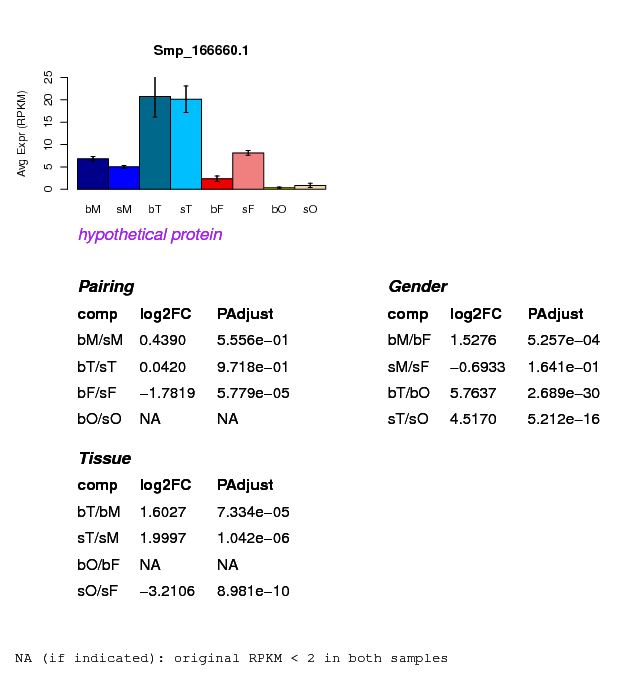 Smp_166660.1
Avg Expr (RPKM)
25
20
15
10
5
0
bM sM bT sT bF sF bO sO
hypothetical protein
Pairing
comp log2FC PAdjust
bM/sM 0.4390 5.556e−01
bT/sT 0.0420 9.718e−01
bF/sF −1.7819 5.779e−05
bO/sO NA NA
Gender
comp log2FC PAdjust
bM/bF 1.5276 5.257e−04
sM/sF −0.6933 1.641e−01
bT/bO 5.7637 2.689e−30
sT/sO 4.5170 5.212e−16
Tissue
comp log2FC PAdjust
bT/bM 1.6027 7.334e−05
sT/sM 1.9997 1.042e−06
bO/bF NA NA
sO/sF −3.2106 8.981e−10
NA (if indicated): original RPKM < 2 in both samples